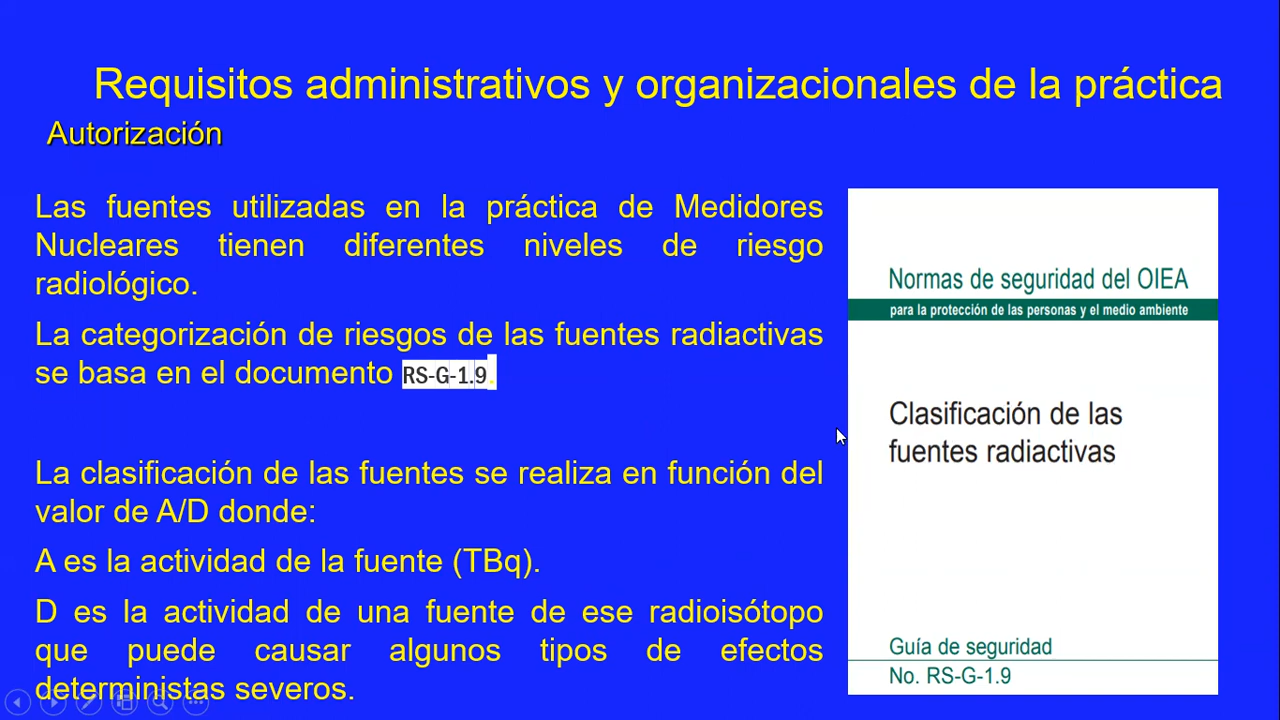 Requisitos administrativos y organizacionales de la práctica
Autorización
Las fuentes utilizadas en la práctica de Medidores
Nucleares tienen diferentes niveles de riesgo
radiológico.
La categorización de riesgos de las fuentes radiactivas
se basa en el documento RS-G-1.9.
La clasificación de las fuentes se realiza en función del
valor de A/D donde:
A es la actividad de la fuente (TBq).
D es la actividad de una fuente de ese radioisótopo
que puede causar algunos tipos de efectos
deterministas severos.
Normas de seguridad del OIEA
para la protección de las personas y el medio ambiente
Clasificación de las
fuentes radiactivas
Guía de seguridad
No. RS-G-1.9